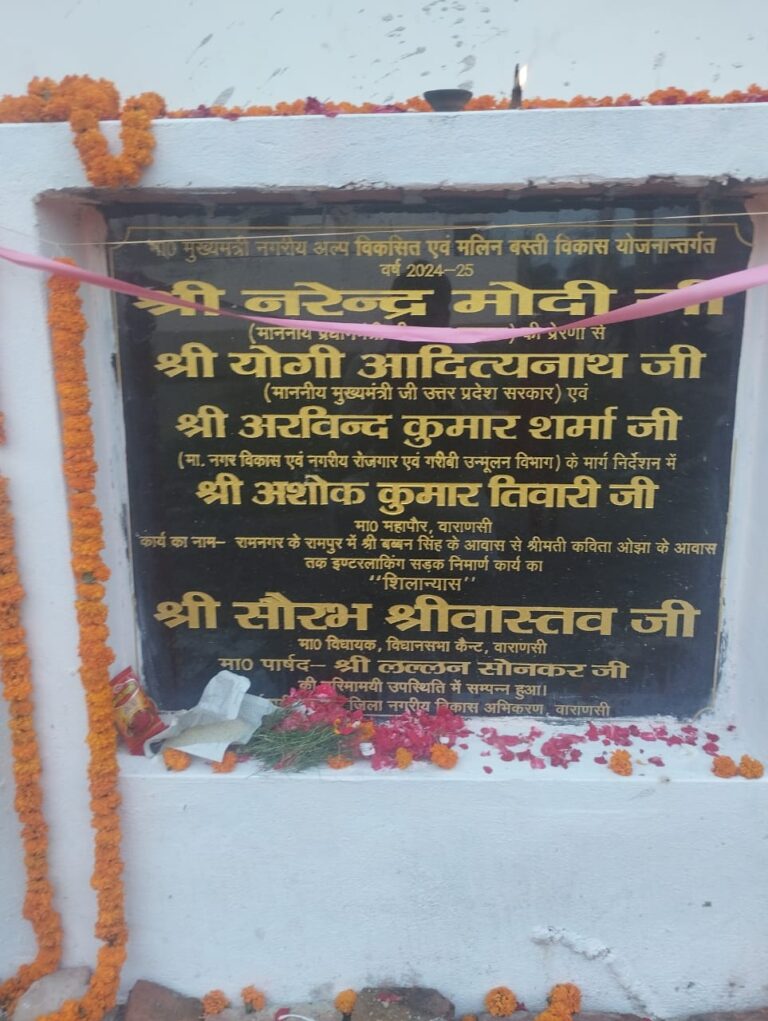 मा0 मुख्यमन्त्री नगरीय अल्प विकसित एवं मलिन बस्ती विकास योजनान्तर्गत
वर्ष 2024–25
श्री नरेन्द्र मोदी जी
(माननीय की प्रेरणा से
श्री योगी आदित्यनाथ जी
(माननीय मुख्यमंत्री जी उत्तर प्रदेश सरकार) एवं
श्री अरविन्द कुमार शर्मा जी
(मा. नगर विकास एवं नगरीय रोजगार एवं गरीबी उन्मूलन विभाग) के मार्ग निर्देशन में
श्री अशोक कुमार तिवारी जी
मा0 महापौर, वाराणसी
कार्य का नाम– रामनगर के रामपुर में श्री बब्बन सिंह के आवास से श्रीमती कविता ओझा के आवास
तक इण्टरलाकिंग सड़क निमार्ण कार्य का
"शिलान्यास"
श्री सौरभ श्रीवास्तव जी
मा0 विधायक, विधानसभा कैन्ट, वाराणसी
मा0 पार्षद– श्री लल्लन सोनकर जी
की गरिमामयी उपस्थिति में सम्पन्न हुआ।
जिला नगरीय विकास अभिकरण, वाराणसी